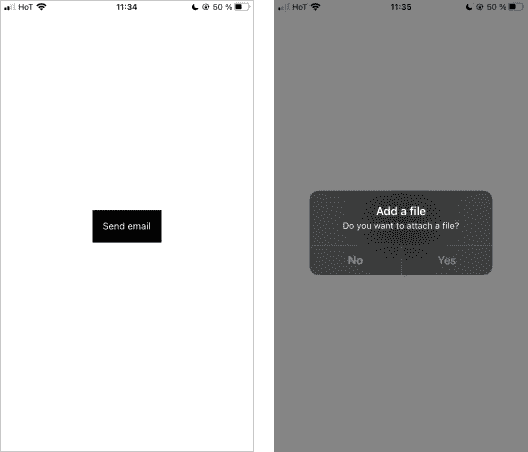 HoT 11:34 50 %
Send email
HoT 11:35 50 %
Add a file
Do you want to attach a file?
No Yes